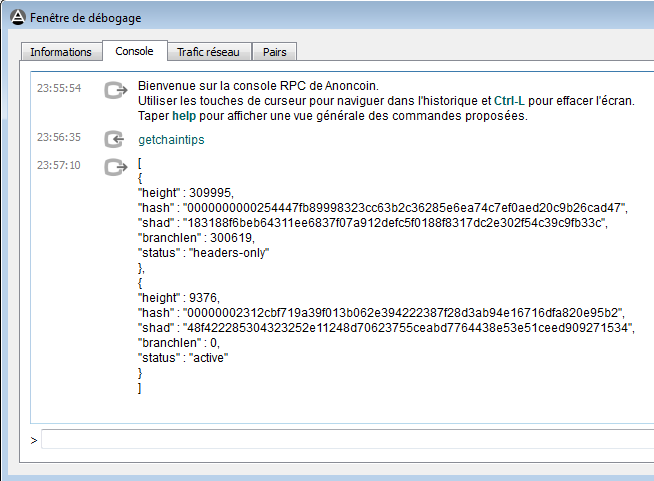 Fenêtre de débogage
Informations Console Trafic réseau Pairs
23:55:54 Bienvenue sur la console RPC de Anoncoin.
Utiliser les touches de curseur pour naviguer dans l'historique et Ctrl-L pour effacer l'écran.
Taper help pour afficher une vue générale des commandes proposées.
23:56:35 getchaintips
23:57:10 [
{
"height" : 309995,
"hash" : "0000000000254447fb89998323cc63b2c36285e6ea74c7ef0aed20c9b26cad47",
"shad" : "183188f6beb64311ee6837f07a912defc5f0188f8317dc2e302f54c39c9fb33c",
"branchlen" : 300619,
"status" : "headers-only"
},
{
"height" : 9376,
"hash" : "00000002312cbf719a39f013b062e394222387f28d3ab94e16716dfa820e95b2",
"shad" : "48f422285304323252e11248d70623755ceabd7764438e53e51ceed909271534",
"branchlen" : 0,
"status" : "active"
}
]
>